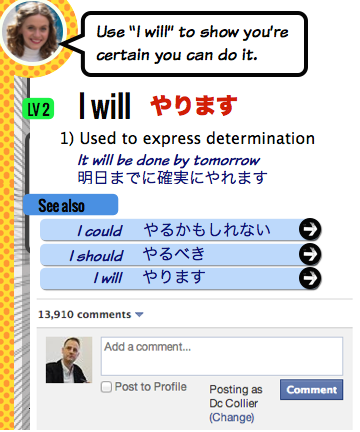 Use “I will” to show you're
certain you can do it.
LV 2
I will やります
1) Used to express determination
It will be done by tomorrow
明日までに確実にやれます
See also
I could やるかもしれない
I should やるべき
I will やります
13,910 comments
Add a comment...
Post to Profile
Posting as
Dc Collier
(Change)
Comment